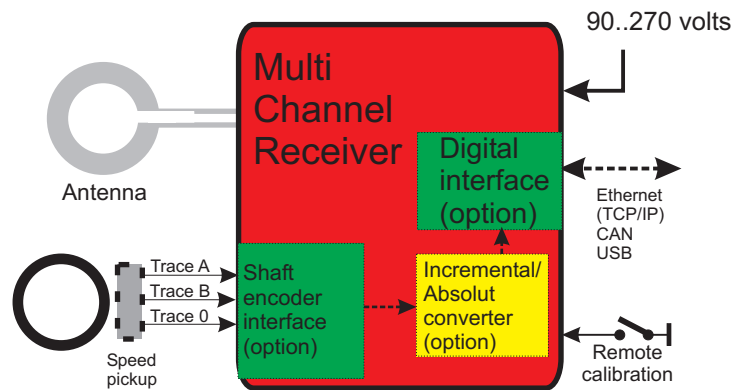 90..270 volts
Multi
Channel
Receiver
Antenna
Digital
interface
(option)
Ethernet
(TCP/IP)
CAN
USB
Trace A
Trace B
Trace 0
Speed
pickup
Shaft
encoder
interface
(option)
Incremental/
Absolut
converter
(option)
Remote
calibration